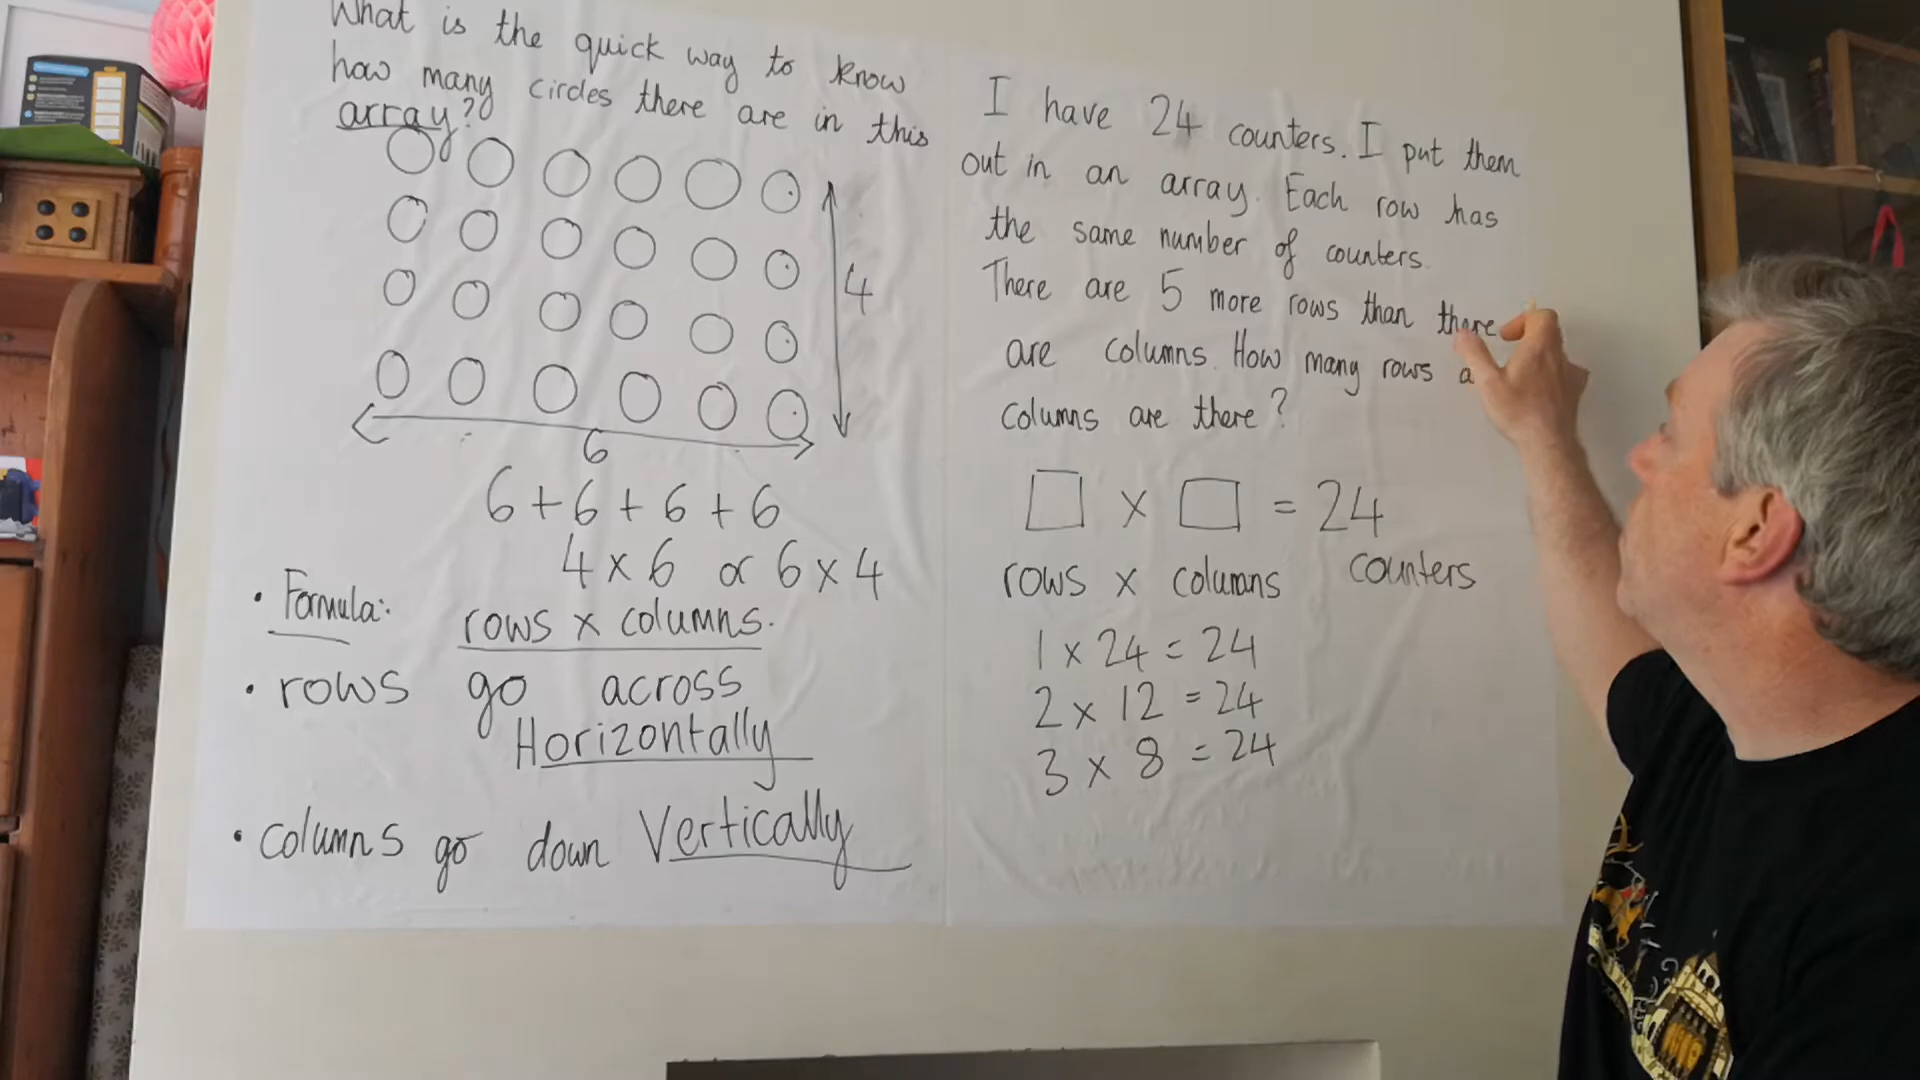 What is the quick way to know
how many circles there are in this
array?
4
6
6 + 6 + 6 + 6
4 x 6 or 6 x 4
• Formula: rows x columns.
• rows go across
Horizontally
• columns go down Vertically
I have 24 counters. I put them
out in an array. Each row has
the same number of counters.
There are 5 more rows than there
are columns. How many rows a
columns are there?
□ x □ = 24
rows x columns counters
1 x 24 = 24
2 x 12 = 24
3 x 8 = 24